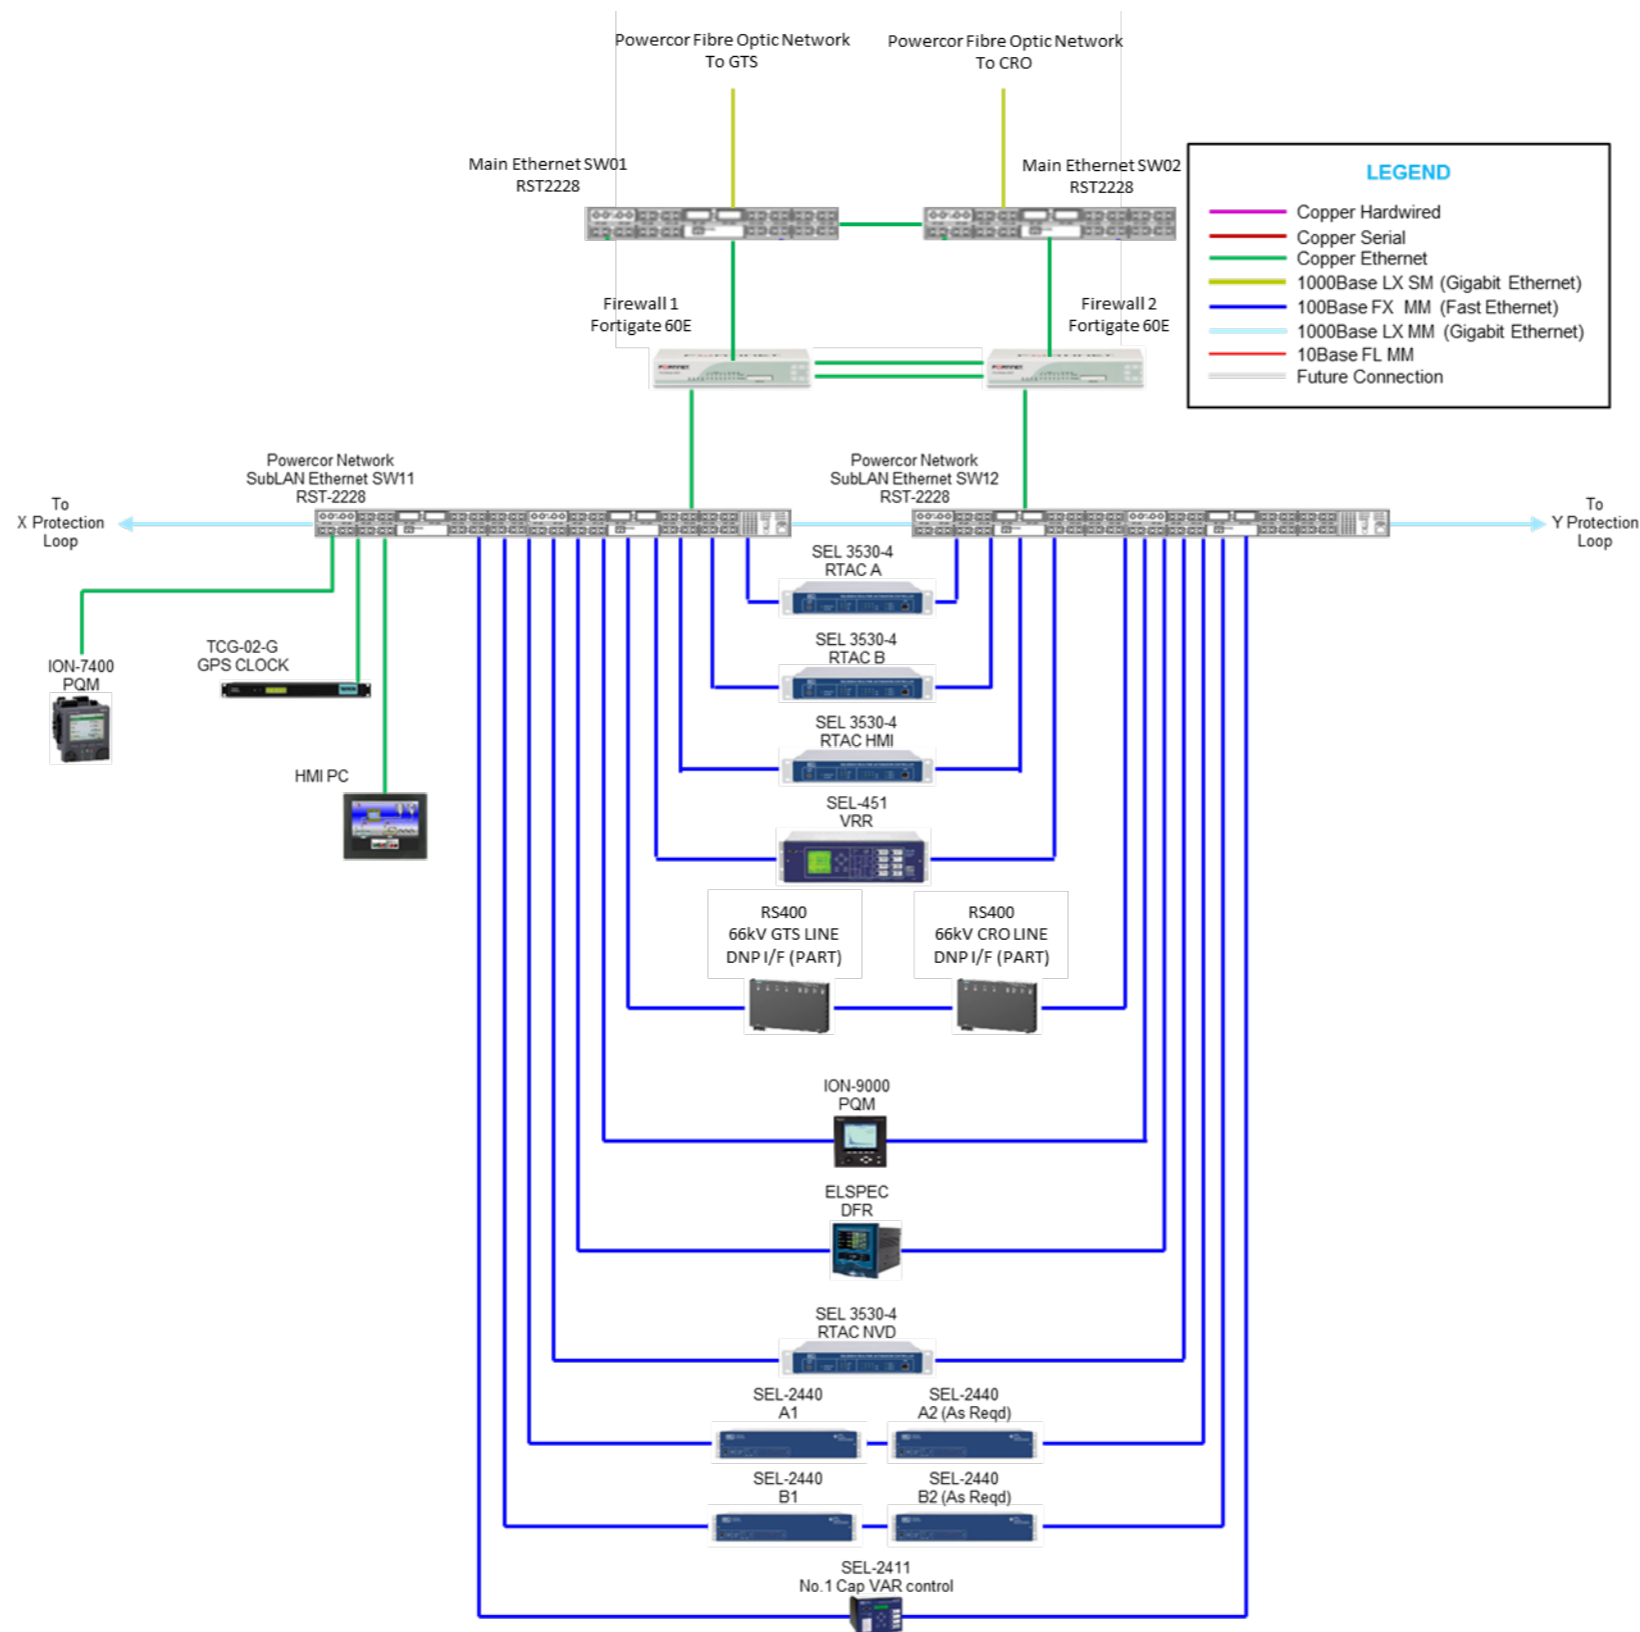 Powercor Fibre Optic Network
To GTS
Powercor Fibre Optic Network
To CRO
Main Ethernet SW01
RST2228
Main Ethernet SW02
RST2228
LEGEND
Copper Hardwired
Copper Serial
Copper Ethernet
1000Base LX SM (Gigabit Ethernet)
100Base FX MM (Fast Ethernet)
1000Base LX MM (Gigabit Ethernet)
10Base FL MM
Future Connection
Firewall 1
Fortigate 60E
Firewall 2
Fortigate 60E
Powercor Network
SubLAN Ethernet SW11
RST-2228
Powercor Network
SubLAN Ethernet SW12
RST-2228
To
X Protection
Loop
To
Y Protection
Loop
SEL 3530-4
RTAC A
SEL 3530-4
RTAC B
TCG-02-G
GPS CLOCK
ION-7400
PQM
SEL 3530-4
RTAC HMI
HMI PC
SEL-451
VRR
RS400
66kV GTS LINE
DNP I/F (PART)
RS400
66kV CRO LINE
DNP I/F (PART)
ION-9000
PQM
ELSPEC
DFR
SEL 3530-4
RTAC NVD
SEL-2440
A1
SEL-2440
A2 (As Reqd)
SEL-2440
B1
SEL-2440
B2 (As Reqd)
SEL-2411
No.1 Cap VAR control